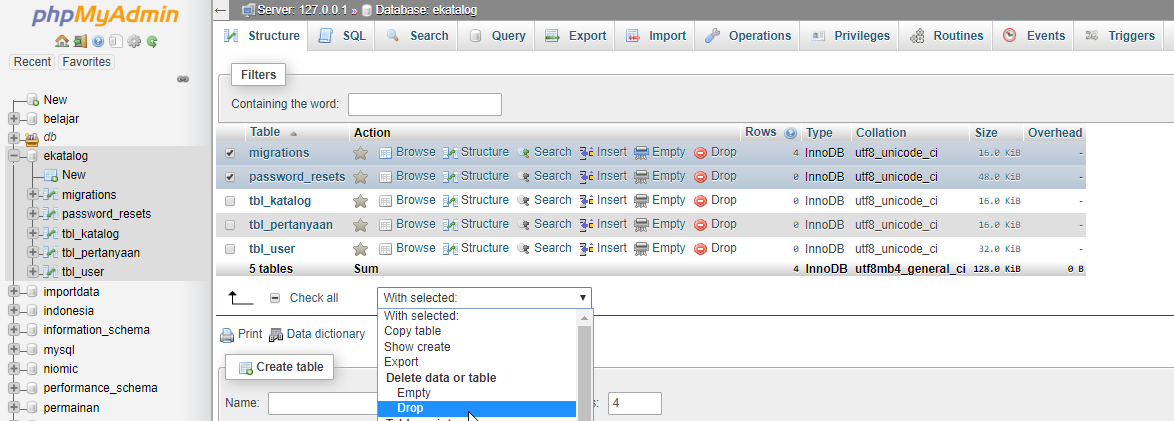 phpMyAdmin
Recent Favorites
New
belajar
db
ekatalog
New
migrations
password_resets
tbl_katalog
tbl_pertanyaan
tbl_user
importdata
indonesia
information_schema
mysql
niomic
performance_schema
permainan
Server: 127.0.0.1 » Database: ekatalog
Structure SQL Search Query Export Import Operations Privileges Routines Events Triggers
Filters
Containing the word:
Table Action Rows Type Collation Size Overhead
migrations Browse Structure Search Insert Empty Drop 4 InnoDB utf8_unicode_ci 16.0 KiB -
password_resets Browse Structure Search Insert Empty Drop 0 InnoDB utf8_unicode_ci 48.0 KiB -
tbl_katalog Browse Structure Search Insert Empty Drop 0 InnoDB utf8_unicode_ci 16.0 KiB -
tbl_pertanyaan Browse Structure Search Insert Empty Drop 0 InnoDB utf8_unicode_ci 16.0 KiB -
tbl_user Browse Structure Search Insert Empty Drop 0 InnoDB utf8_unicode_ci 32.0 KiB -
5 tables Sum 4 InnoDB utf8mb4_general_ci 128.0 KiB 0 B
Check all With selected:
With selected:
Copy table
Show create
Export
Delete data or table
Empty
Drop
Print Data dictionary
Create table
Name: s: 4